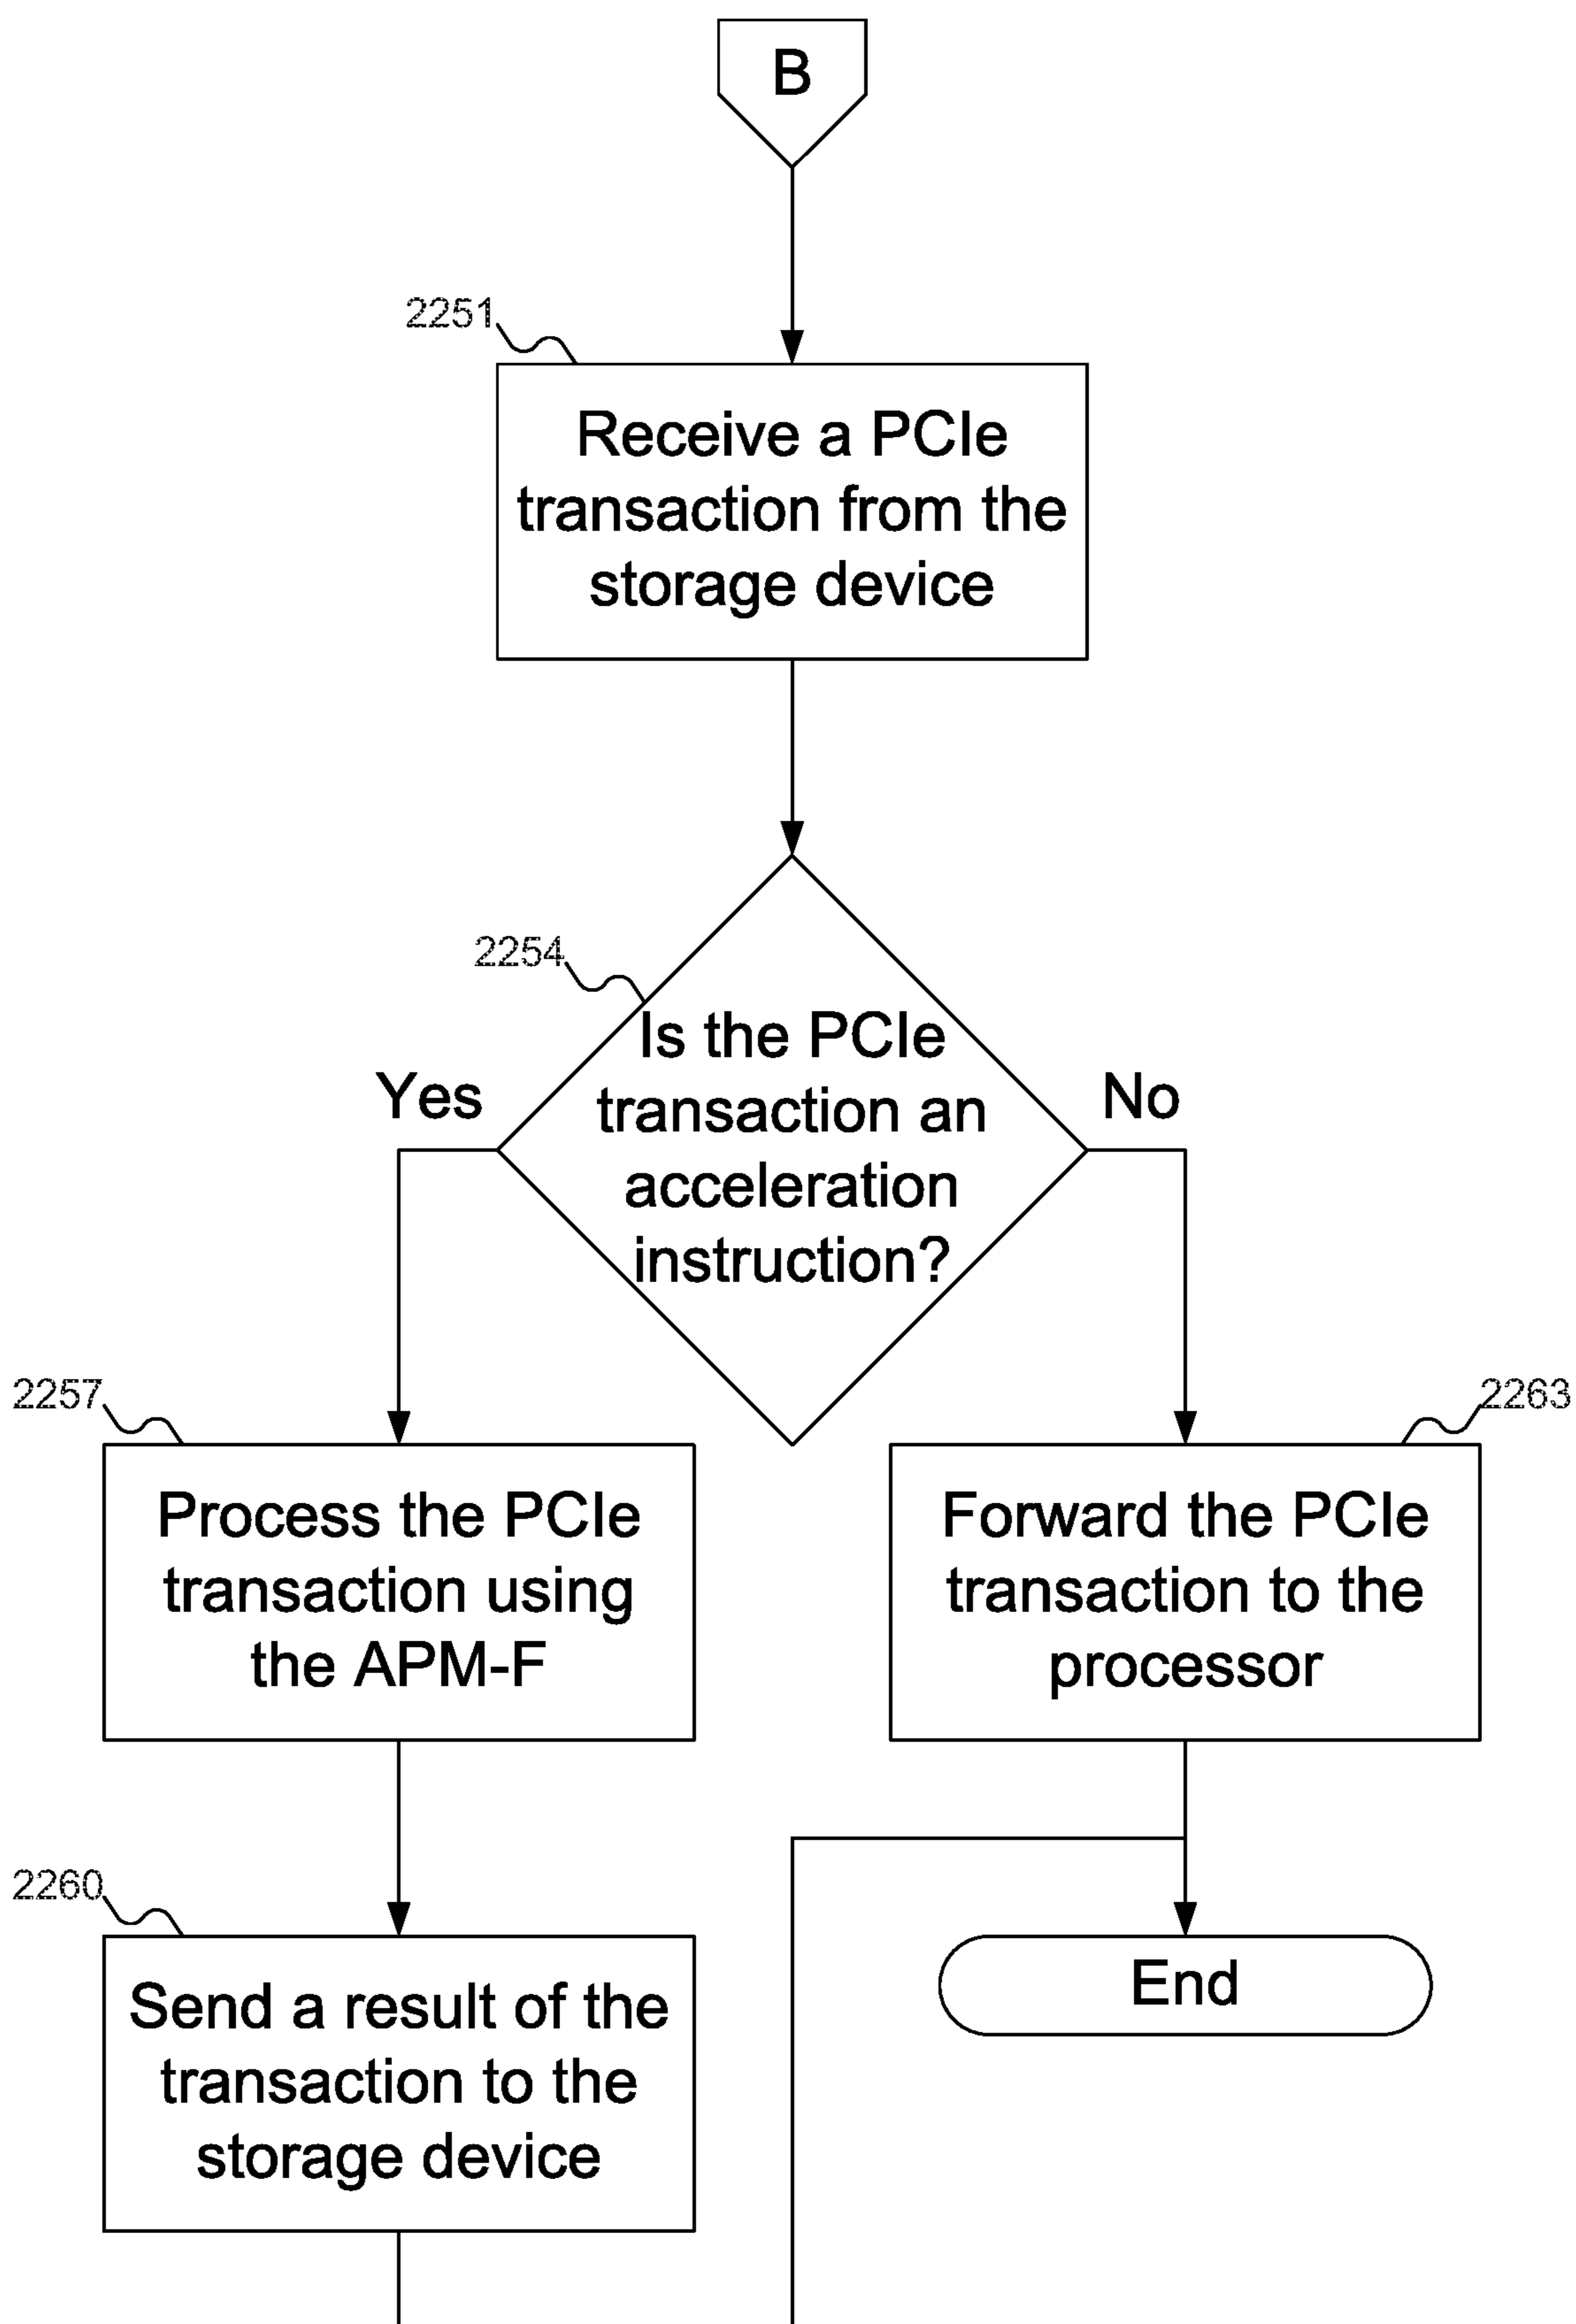 B
2251
Receive a PCIe
transaction from the
storage device
2254
Is the PCIe
transaction an
acceleration
instruction?
Yes
No
2257
Process the PCIe
transaction using
the APM-F
2263
Forward the PCIe
transaction to the
processor
2260
Send a result of the
transaction to the
storage device
End